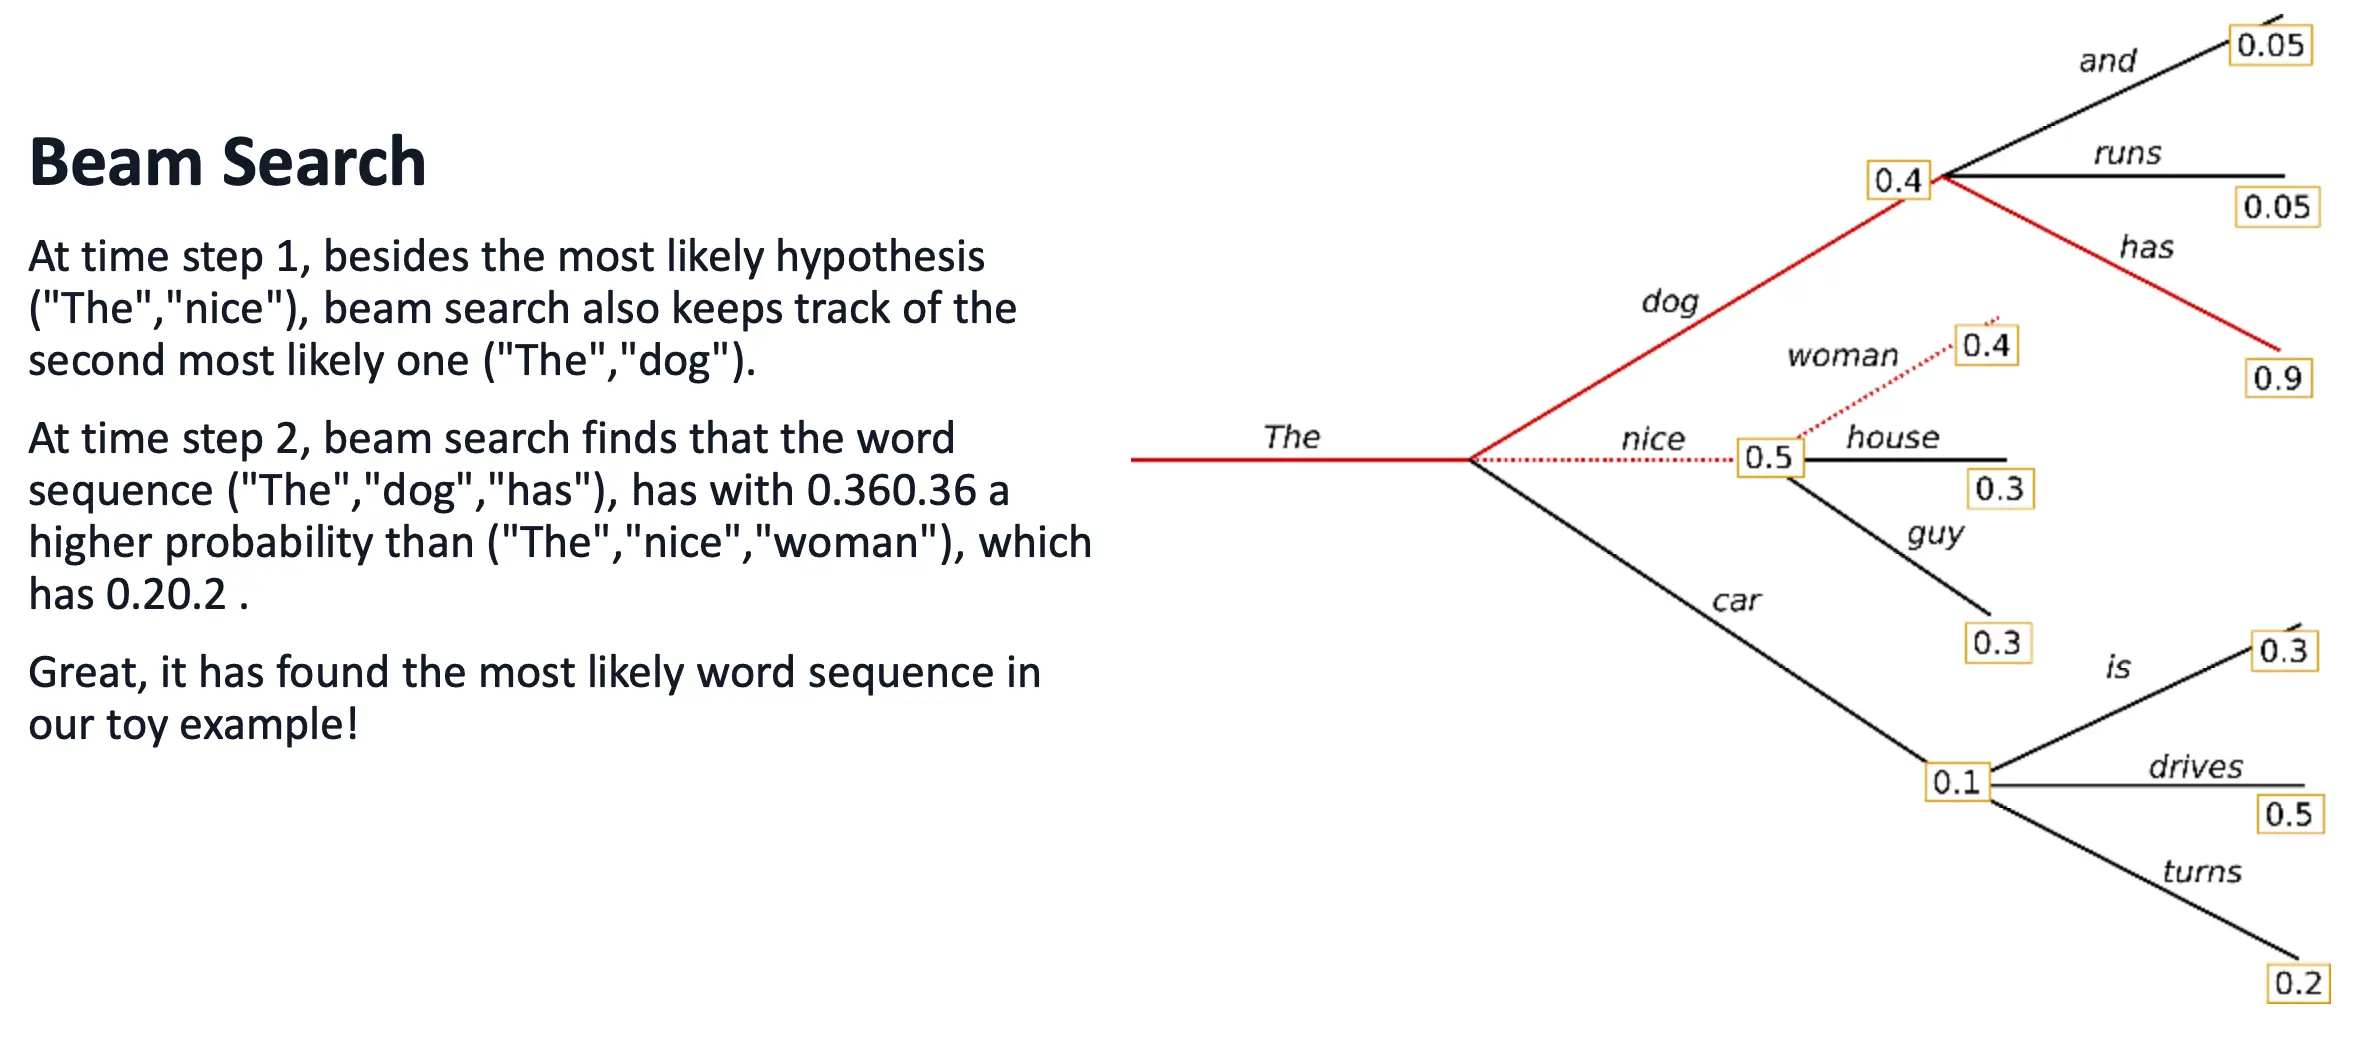 Beam Search
At time step 1, besides the most likely hypothesis
("The","nice"), beam search also keeps track of the
second most likely one ("The","dog").
At time step 2, beam search finds that the word
sequence ("The","dog","has"), has with 0.360.36 a
higher probability than ("The","nice","woman"), which
has 0.20.2 .
Great, it has found the most likely word sequence in
our toy example!
0.05
and
runs
0.4
0.05
has
dog
woman
0.4
0.9
The
nice
0.5
house
0.3
guy
car
0.3
is
0.3
drives
0.1
0.5
turns
0.2